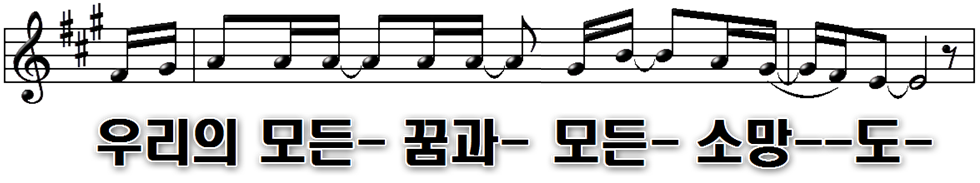 우리의 모든- 꿈과- 모든- 소망--도-